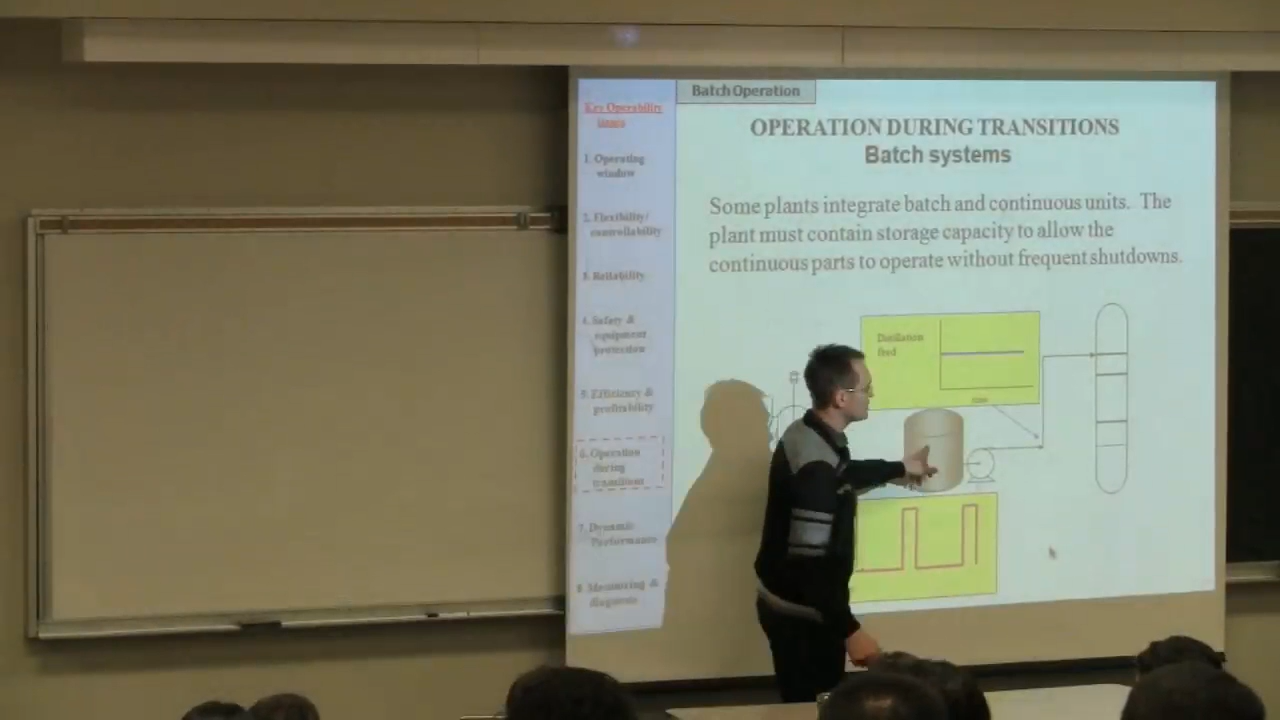 Key Operability
issues
1. Operating
window
2. Flexibility/
controllability
3. Reliability
4. Safety &
equipment
protection
5. Efficiency &
profitability
6. Operation
during
transitions
7. Dynamic
Performance
8. Monitoring &
diagnosis
Batch Operation
OPERATION DURING TRANSITIONS
Batch systems
Some plants integrate batch and continuous units. The
plant must contain storage capacity to allow the
continuous parts to operate without frequent shutdowns.
Distillation
feed
time